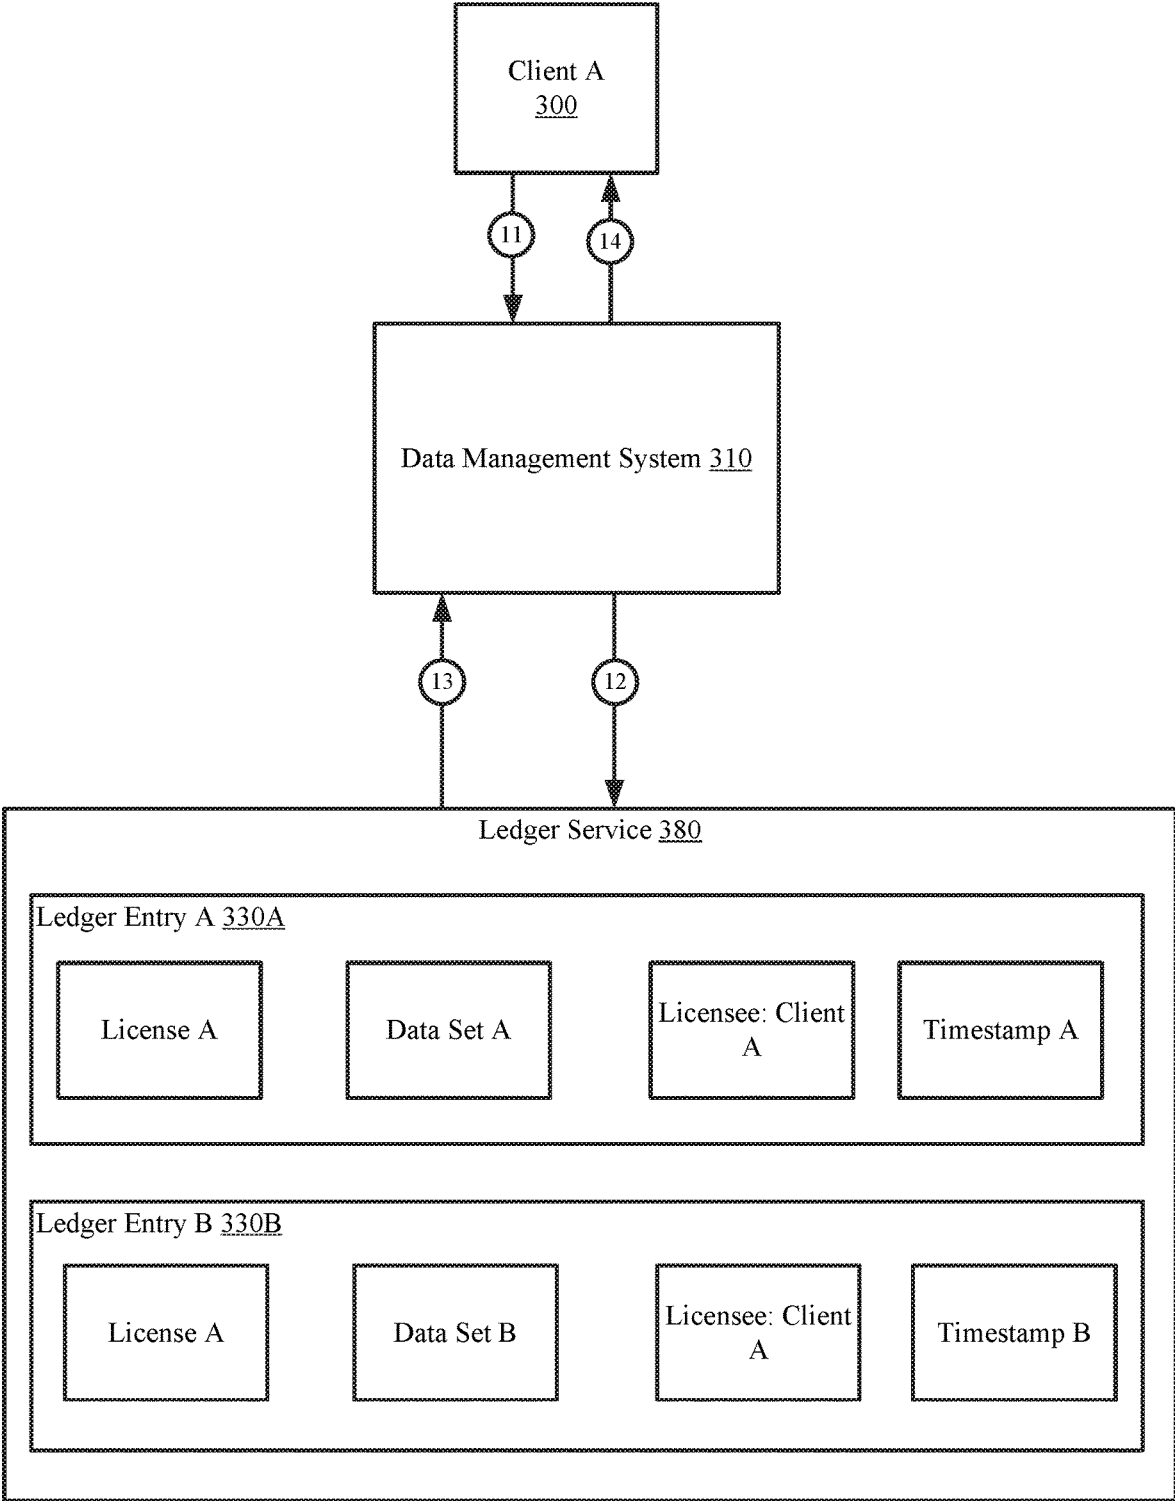 Client A
300
11
14
Data Management System 310
13
12
Ledger Service 380
Ledger Entry A 330A
License A
Data Set A
Licensee: Client
A
Timestamp A
Ledger Entry B 330B
License A
Data Set B
Licensee: Client
A
Timestamp B